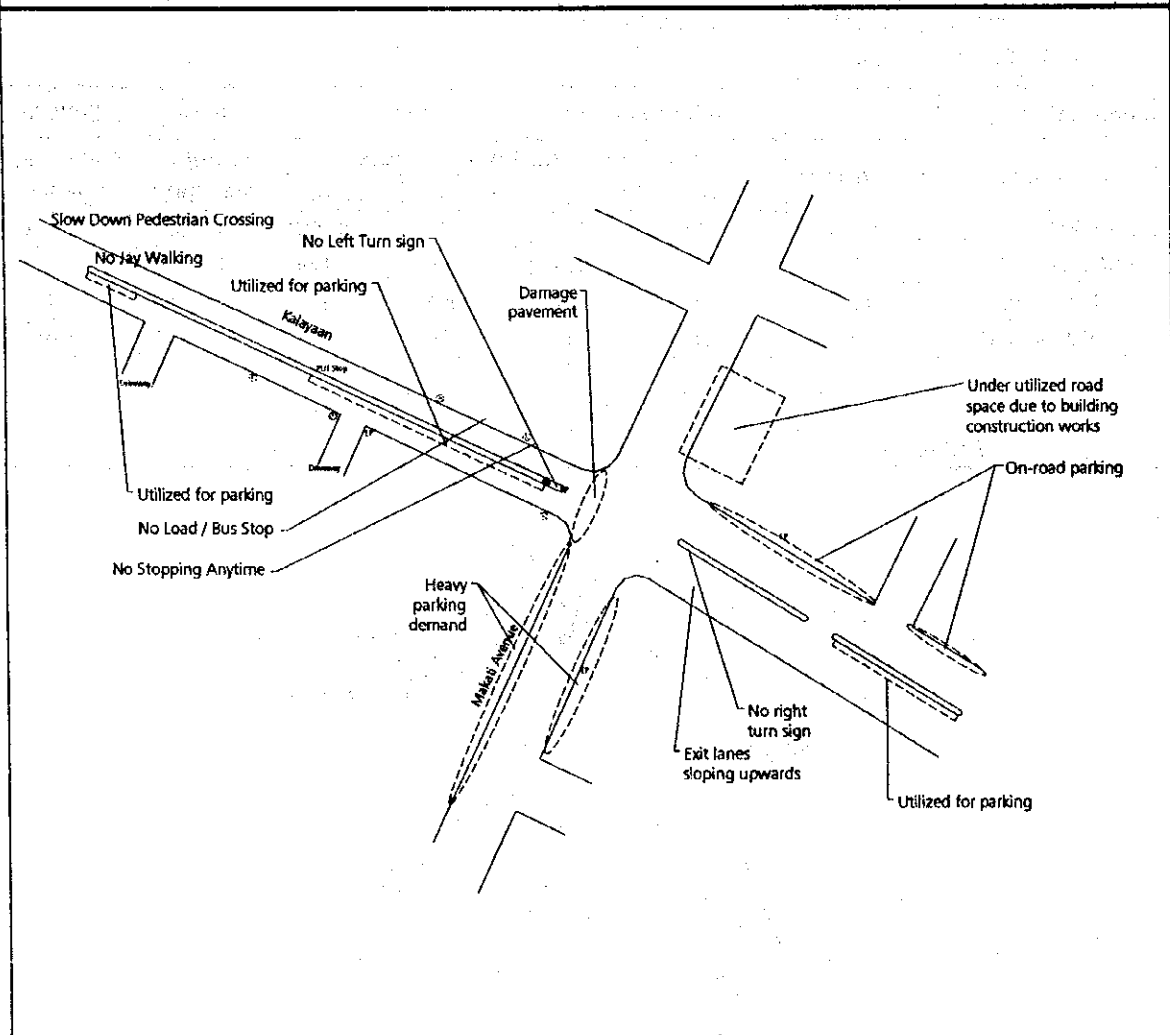 Slow Down Pedestrian Crossing
No Left Turn sign
No Jay Walking
Utilized for parking
Damage
pavement
Kalayaan
Under utilized road
space due to building
construction works
On-road parking
Utilized for parking
No Load / Bus Stop
No Stopping Anytime
Heavy
parking
demand
Makati Avenue
No right
turn sign
Exit lanes
sloping upwards
Utilized for parking
Driveway
Driveway